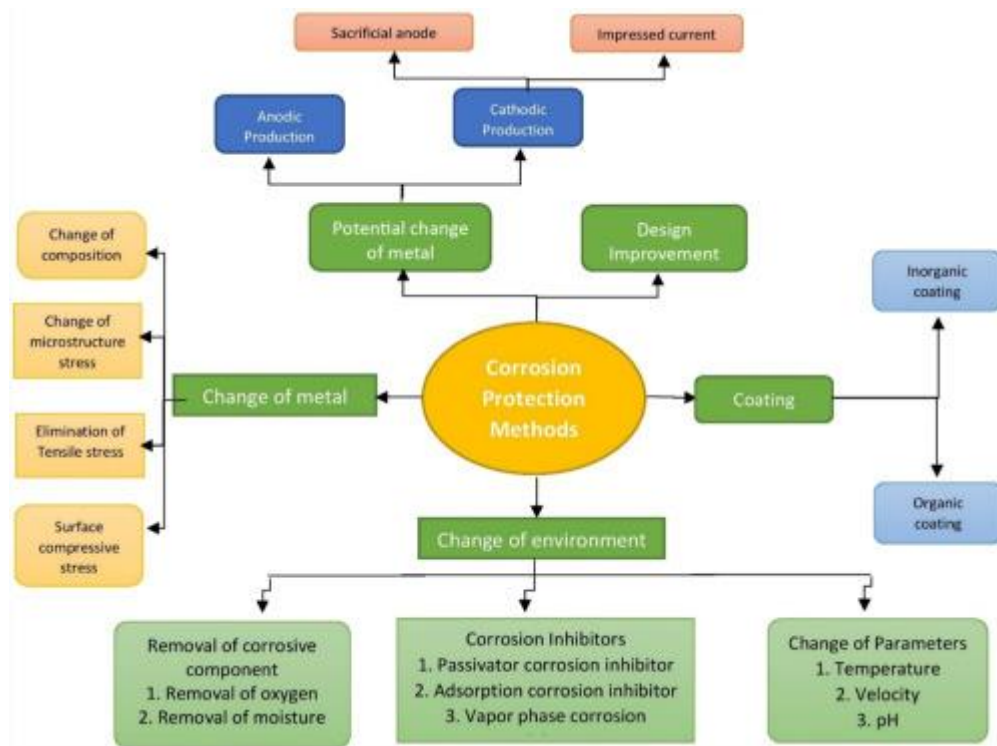 Sacrificial anode
Impressed current
Anodic
Production
Cathodic
Production
Potential change
of metal
Design
Improvement
Change of
composition
Change of
microstructure
stress
Elimination of
Tensile stress
Surface
compressive
stress
Change of metal
Corrosion
Protection
Methods
Coating
Inorganic
coating
Organic
coating
Change of environment
Removal of corrosive
component
1. Removal of oxygen
2. Removal of moisture
Corrosion Inhibitors
1. Passivator corrosion inhibitor
2. Adsorption corrosion inhibitor
3. Vapor phase corrosion
Change of Parameters
1. Temperature
2. Velocity
3. pH